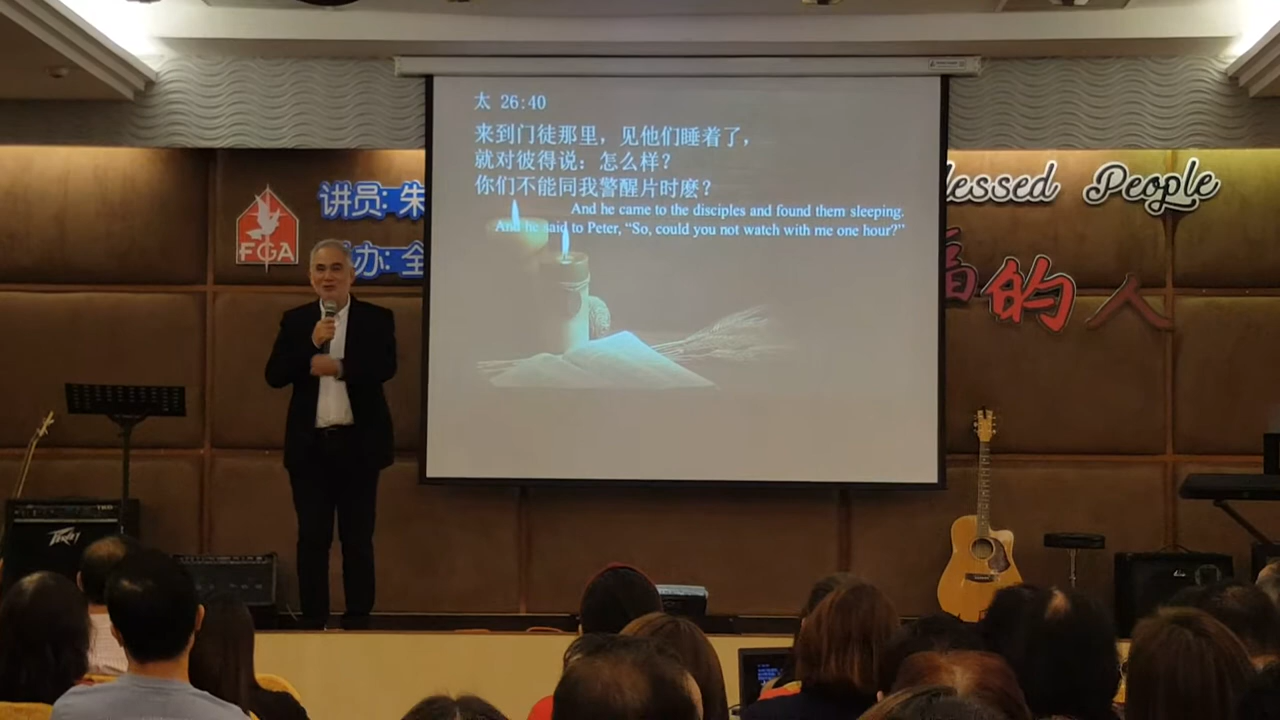 太 26:40
来到门徒那里，见他们睡着了，
就对彼得说：怎么样？
你们不能同我警醒片时麽？
And he came to the disciples and found them sleeping.
And he said to Peter, “So, could you not watch with me one hour?”
讲员: 朱
办: 全
FGA
lessed People
的人
PEAVEY